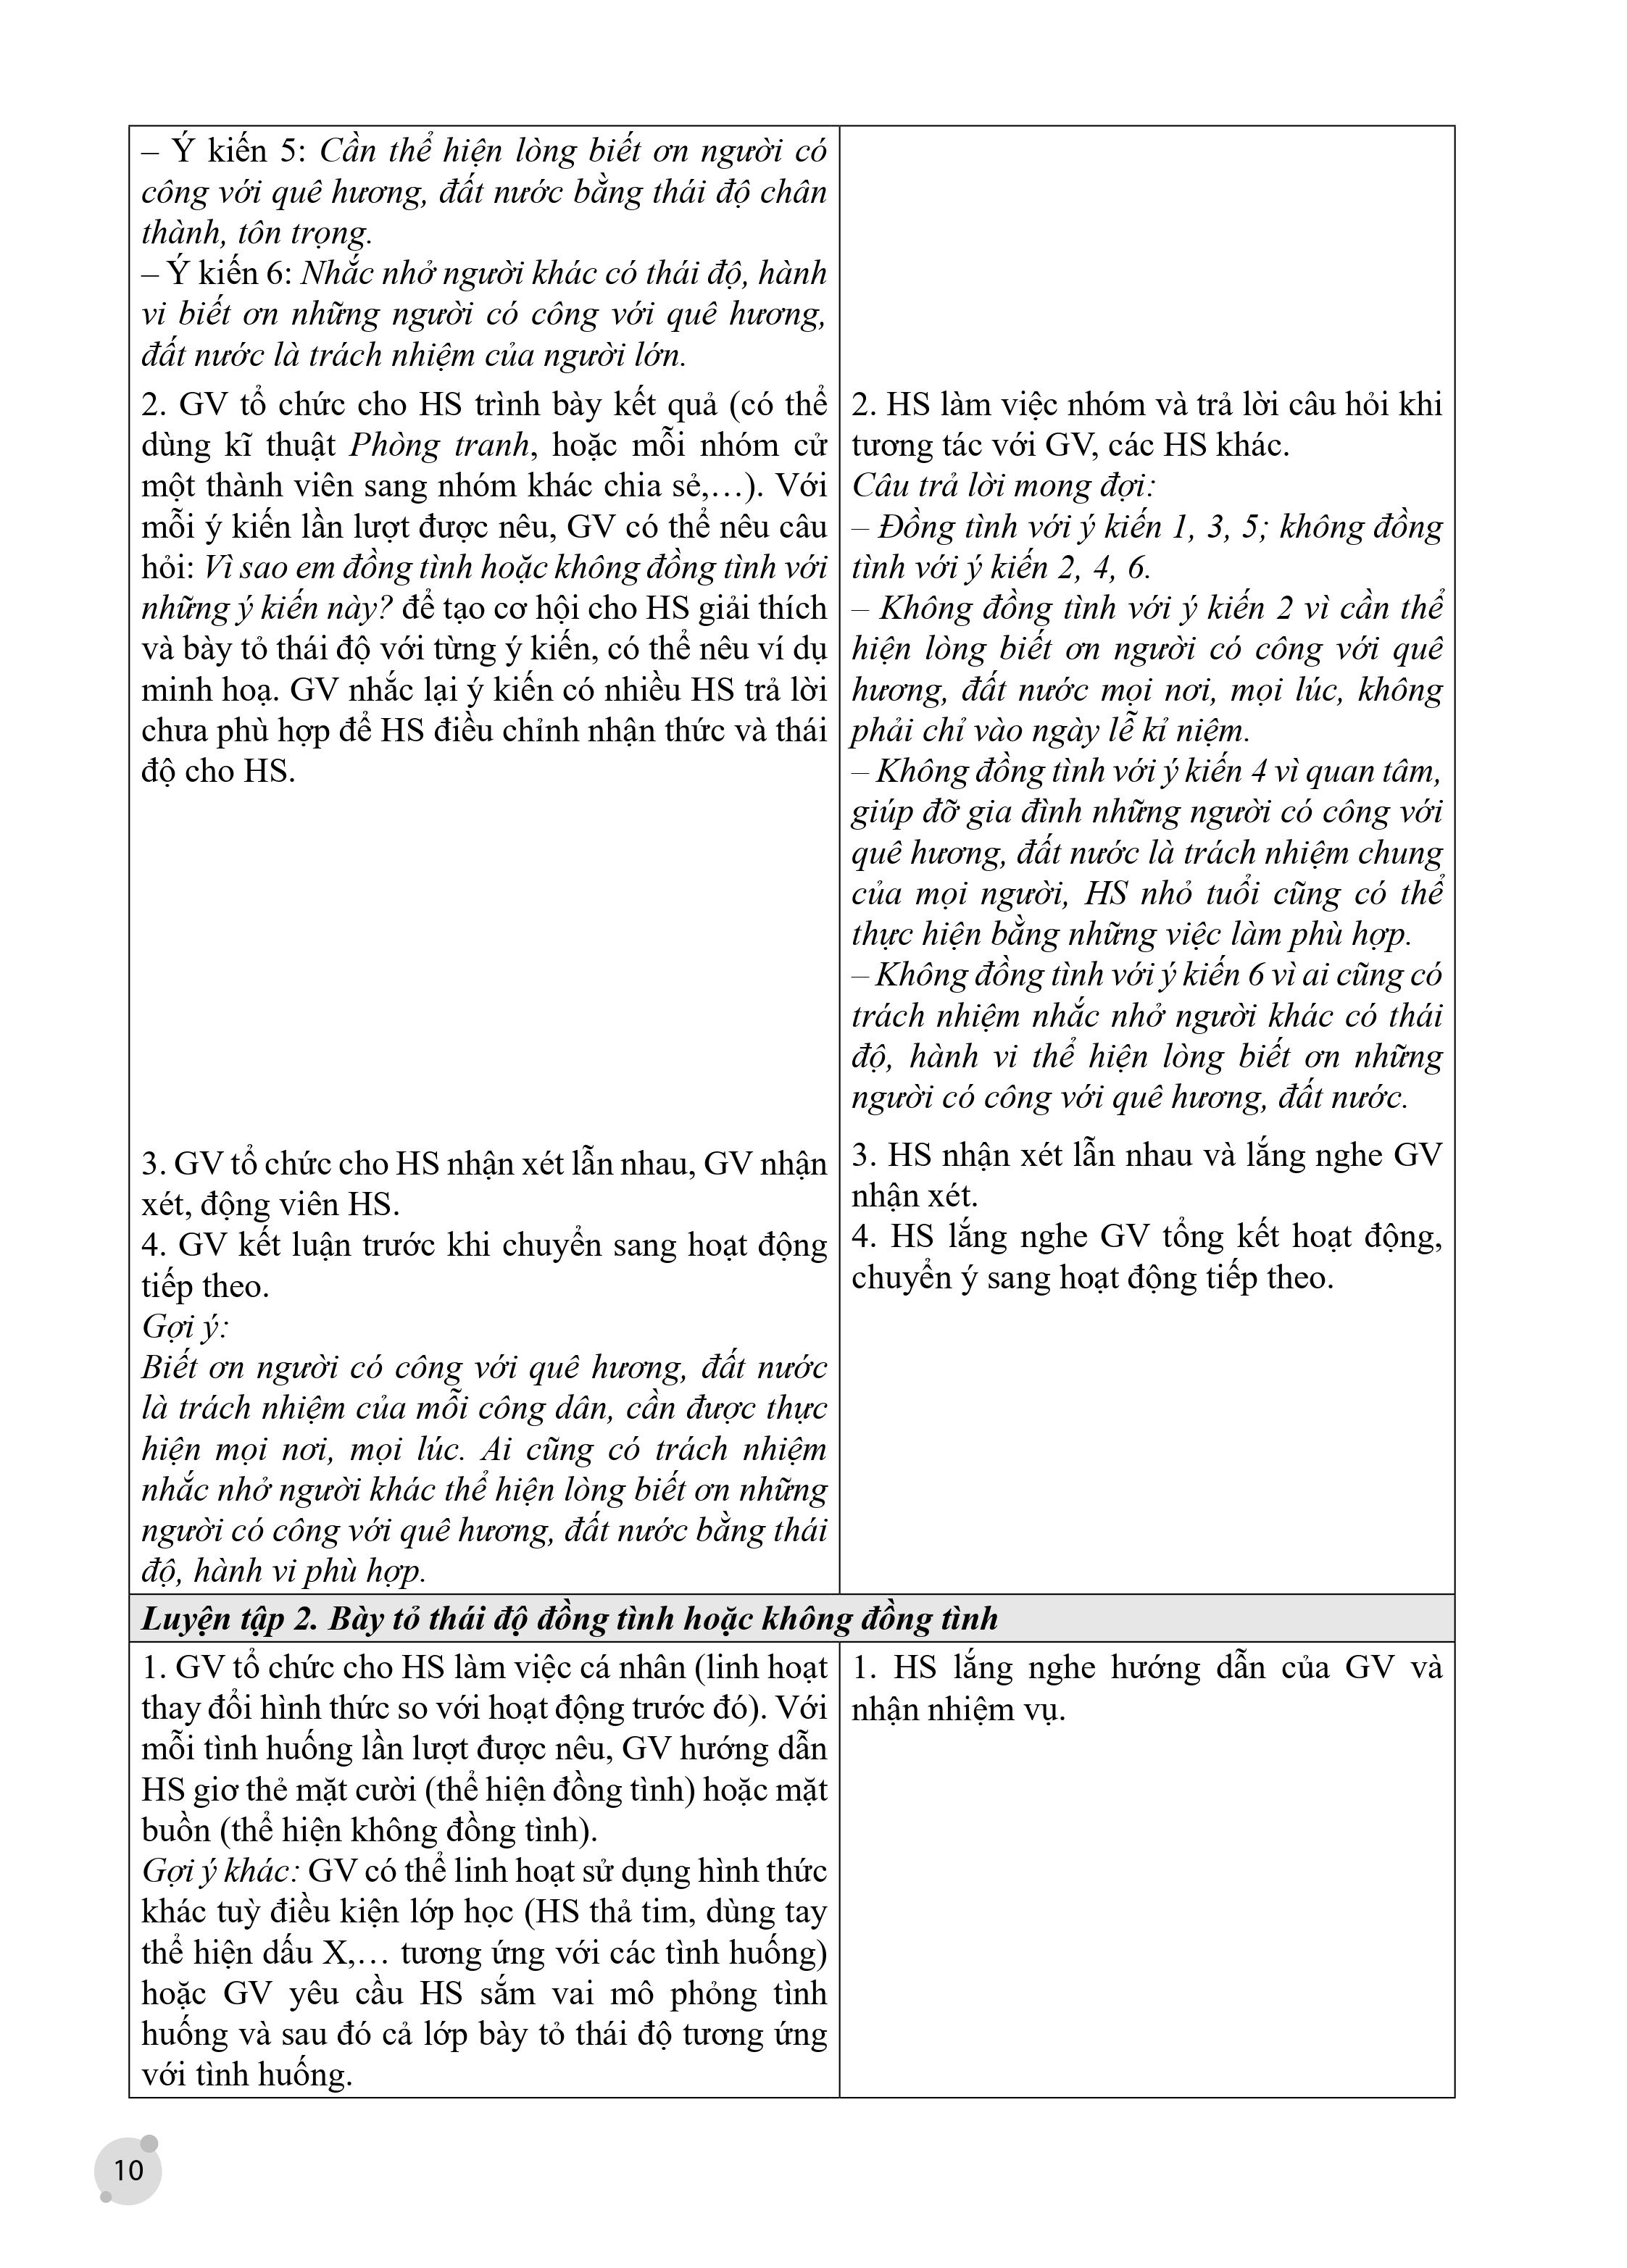 – Ý kiến 5: Cần thể hiện lòng biết ơn người có
công với quê hương, đất nước bằng thái độ chân
thành, tôn trọng.
– Ý kiến 6: Nhắc nhở người khác có thái độ, hành
vi biết ơn những người có công với quê hương,
đất nước là trách nhiệm của người lớn.
2. GV tổ chức cho HS trình bày kết quả (có thể
dùng kĩ thuật Phòng tranh, hoặc mỗi nhóm cử
một thành viên sang nhóm khác chia sẻ,…). Với
mỗi ý kiến lần lượt được nêu, GV có thể nêu câu
hỏi: Vì sao em đồng tình hoặc không đồng tình với
những ý kiến này? để tạo cơ hội cho HS giải thích
và bày tỏ thái độ với từng ý kiến, có thể nêu ví dụ
minh hoạ. GV nhắc lại ý kiến có nhiều HS trả lời
chưa phù hợp để HS điều chỉnh nhận thức và thái
độ cho HS.
2. HS làm việc nhóm và trả lời câu hỏi khi
tương tác với GV, các HS khác.
Câu trả lời mong đợi:
– Đồng tình với ý kiến 1, 3, 5; không đồng
tình với ý kiến 2, 4, 6.
– Không đồng tình với ý kiến 2 vì cần thể
hiện lòng biết ơn người có công với quê
hương, đất nước mọi nơi, mọi lúc, không
phải chỉ vào ngày lễ kỉ niệm.
– Không đồng tình với ý kiến 4 vì quan tâm,
giúp đỡ gia đình những người có công với
quê hương, đất nước là trách nhiệm chung
của mọi người, HS nhỏ tuổi cũng có thể
thực hiện bằng những việc làm phù hợp.
– Không đồng tình với ý kiến 6 vì ai cũng có
trách nhiệm nhắc nhở người khác có thái
độ, hành vi thể hiện lòng biết ơn những
người có công với quê hương, đất nước.
3. GV tổ chức cho HS nhận xét lẫn nhau, GV nhận
xét, động viên HS.
4. GV kết luận trước khi chuyển sang hoạt động
tiếp theo.
Gợi ý:
Biết ơn người có công với quê hương, đất nước
là trách nhiệm của mỗi công dân, cần được thực
hiện mọi nơi, mọi lúc. Ai cũng có trách nhiệm
nhắc nhở người khác thể hiện lòng biết ơn những
người có công với quê hương, đất nước bằng thái
độ, hành vi phù hợp.
3. HS nhận xét lẫn nhau và lắng nghe GV
nhận xét.
4. HS lắng nghe GV tổng kết hoạt động,
chuyển ý sang hoạt động tiếp theo.
Luyện tập 2. Bày tỏ thái độ đồng tình hoặc không đồng tình
1. GV tổ chức cho HS làm việc cá nhân (linh hoạt
thay đổi hình thức so với hoạt động trước đó). Với
mỗi tình huống lần lượt được nêu, GV hướng dẫn
HS giơ thẻ mặt cười (thể hiện đồng tình) hoặc mặt
buồn (thể hiện không đồng tình).
Gợi ý khác: GV có thể linh hoạt sử dụng hình thức
khác tuỳ điều kiện lớp học (HS thả tim, dùng tay
thể hiện dấu X,… tương ứng với các tình huống)
hoặc GV yêu cầu HS sắm vai mô phỏng tình
huống và sau đó cả lớp bày tỏ thái độ tương ứng
với tình huống.
1. HS lắng nghe hướng dẫn của GV và
nhận nhiệm vụ.
10